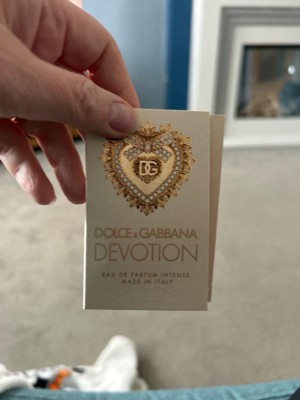 DG
DOLCE & GABBANA
DEVOTION
EAU DE PARFUM INTENSE
MADE IN ITALY